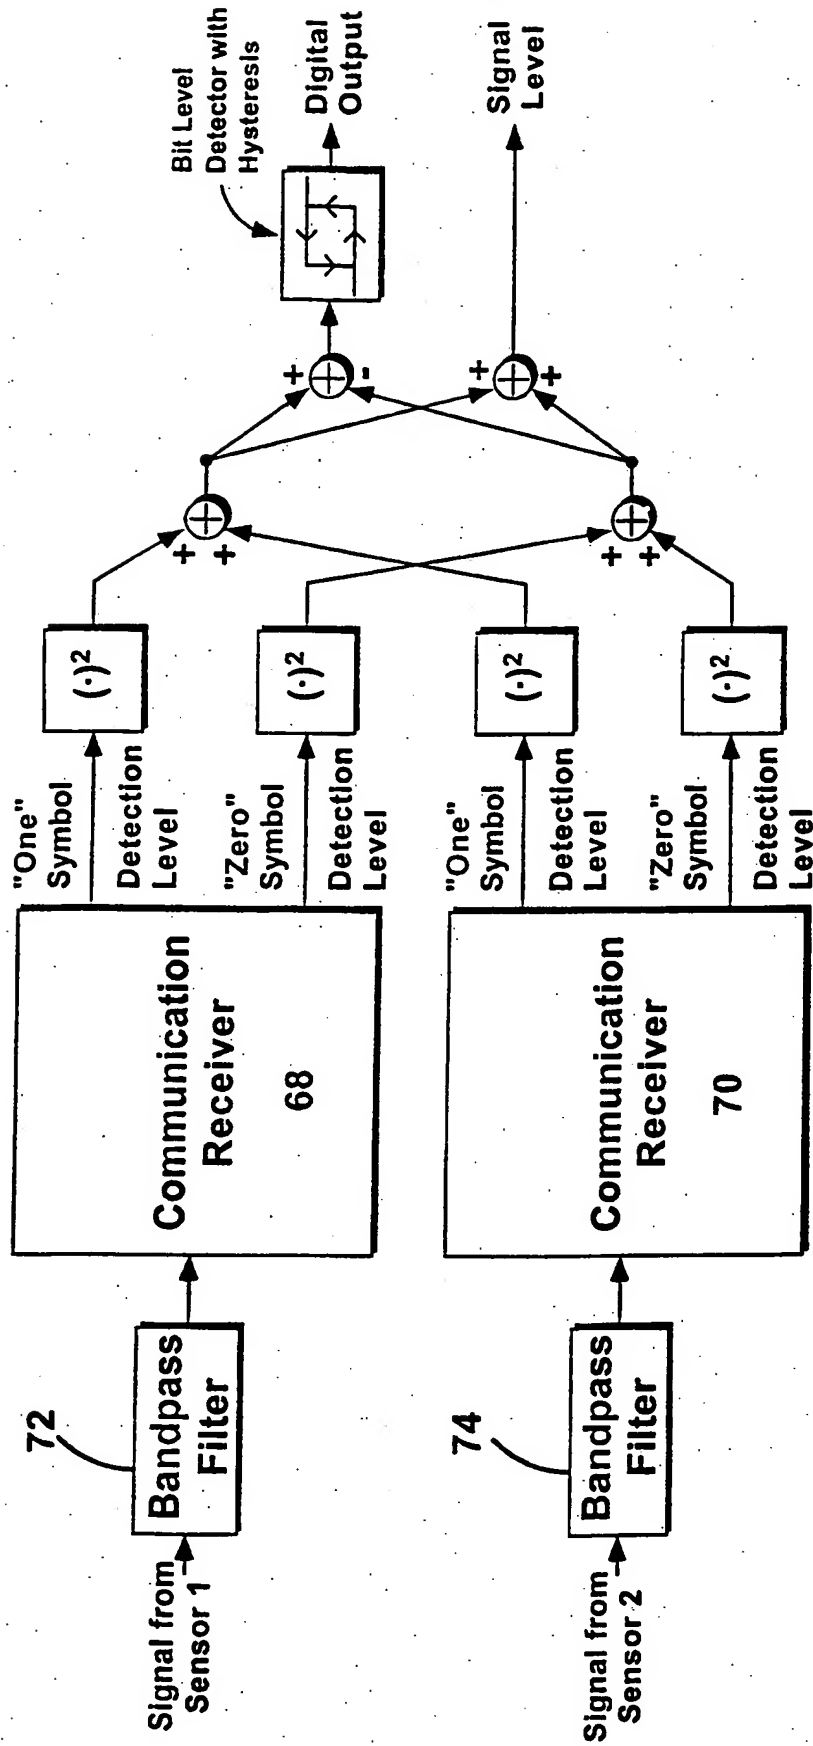 Signal from
Sensor 1
72
Bandpass
Filter
Communication
Receiver
68
"One"
Symbol
Detection
Level
(·)²
"Zero"
Symbol
Detection
Level
(·)²
+
+
+
+
-
Bit Level
Detector with
Hysteresis
Digital
Output
Signal from
Sensor 2
74
Bandpass
Filter
Communication
Receiver
70
"One"
Symbol
Detection
Level
(·)²
"Zero"
Symbol
Detection
Level
(·)²
+
+
+
+
+
+
+
Signal
Level